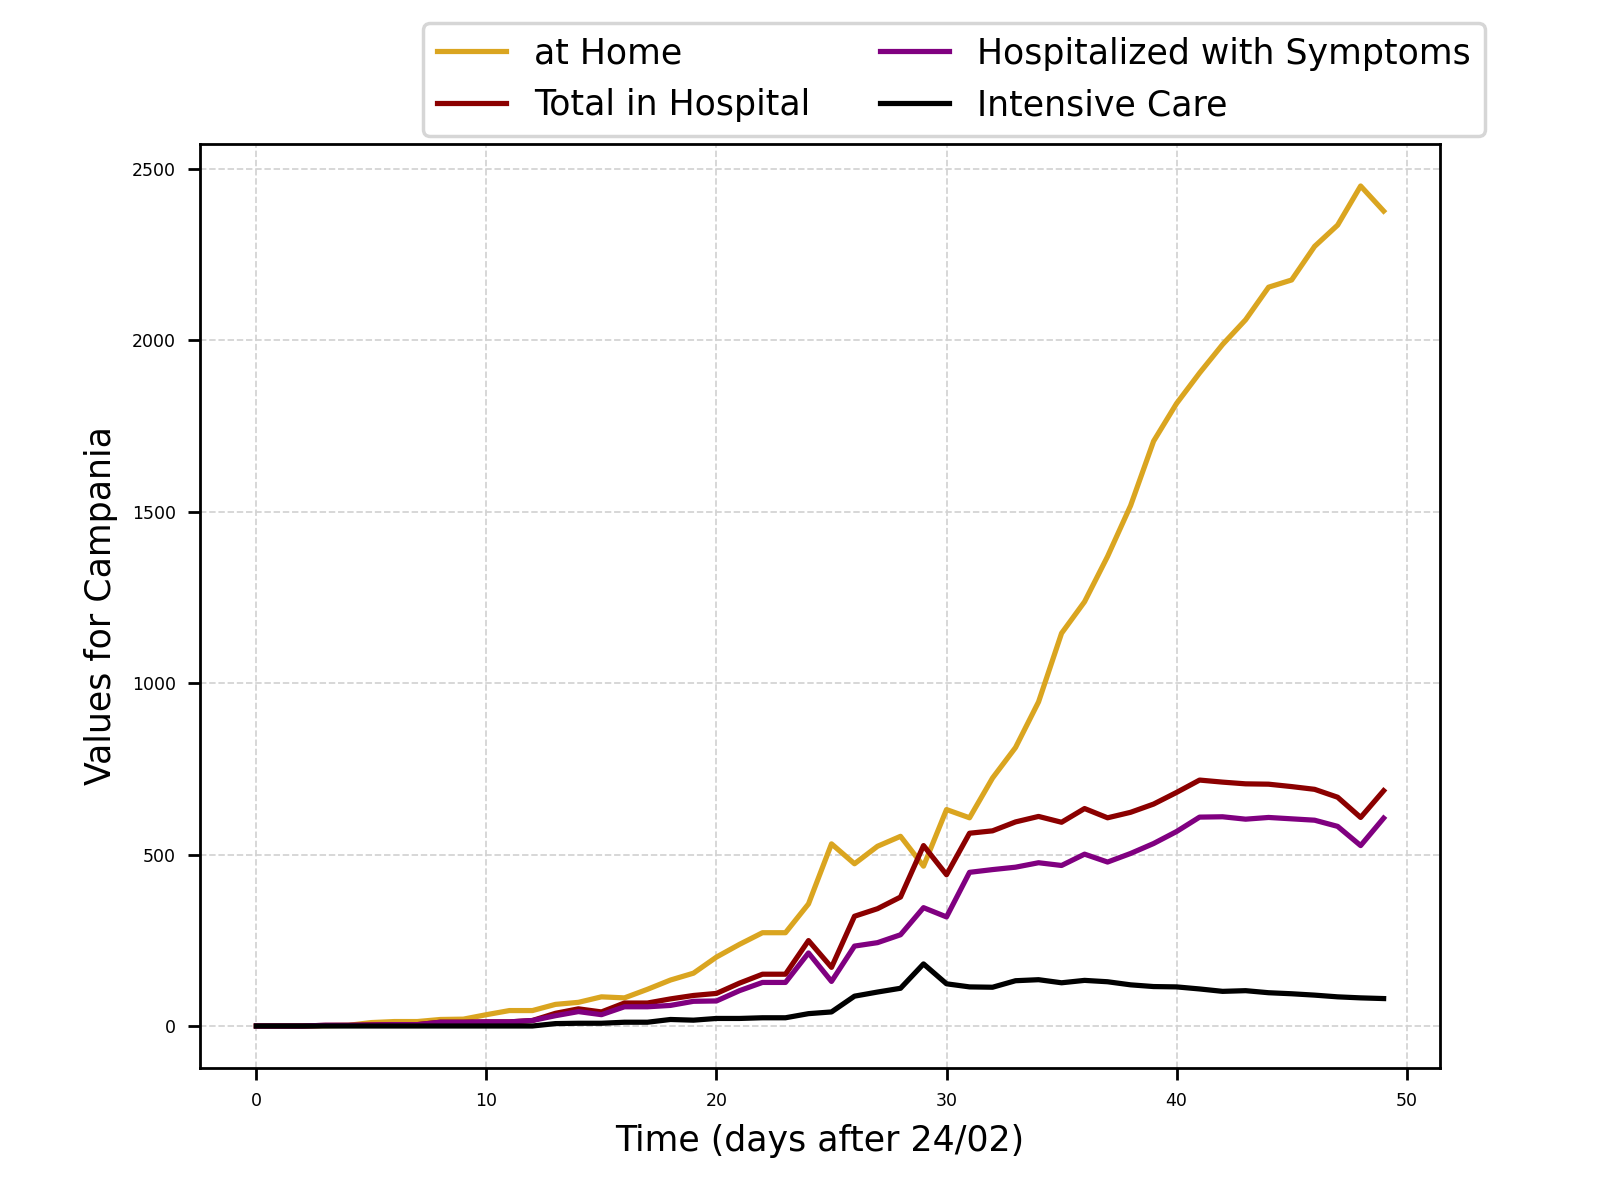 at Home
Total in Hospital
Hospitalized with Symptoms
Intensive Care
Values for Campania
2500
2000
1500
1000
500
0
0 10 20 30 40 50
Time (days after 24/02)